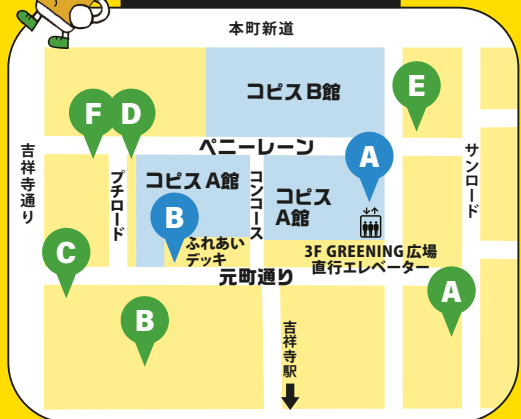 本町新道
コピス B館
E
F
D
ペニーレーン
A
吉祥寺通り
プチロード
コピス A館
コンコース
コピス
A館
サンロード
B
ふれあい
デッキ
3F GREENING 広場
直行エレベーター
C
元町通り
A
B
吉祥寺駅